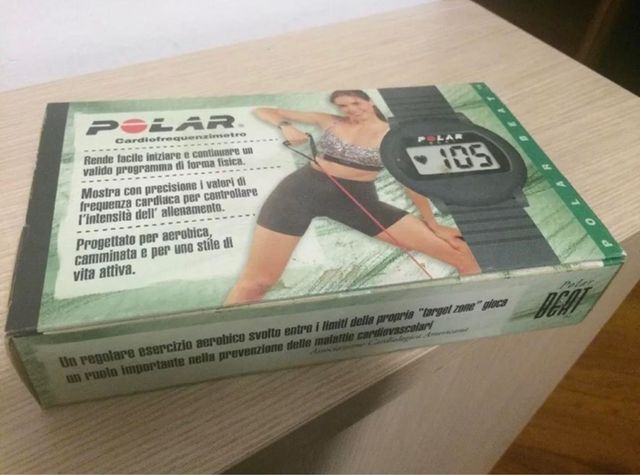 POLAR®
Cardiofrequenzimetro
Rende facile iniziare e continuare un
valido programma di forma fisica.
Mostra con precisione i valori di
frequenza cardiaca per controllare
l'intensità dell' allenamento.
Progettato per aerobica,
camminata e per uno stile di
vita attiva.
POLAR
105
POLAR BEAT
Un regolare esercizio aerobico svolto entro i limiti della propria "target zone" gioca
un ruolo importante nella prevenzione delle malattie cardiovascolari
Associazione Cardiologica Americana
Polar
BEAT